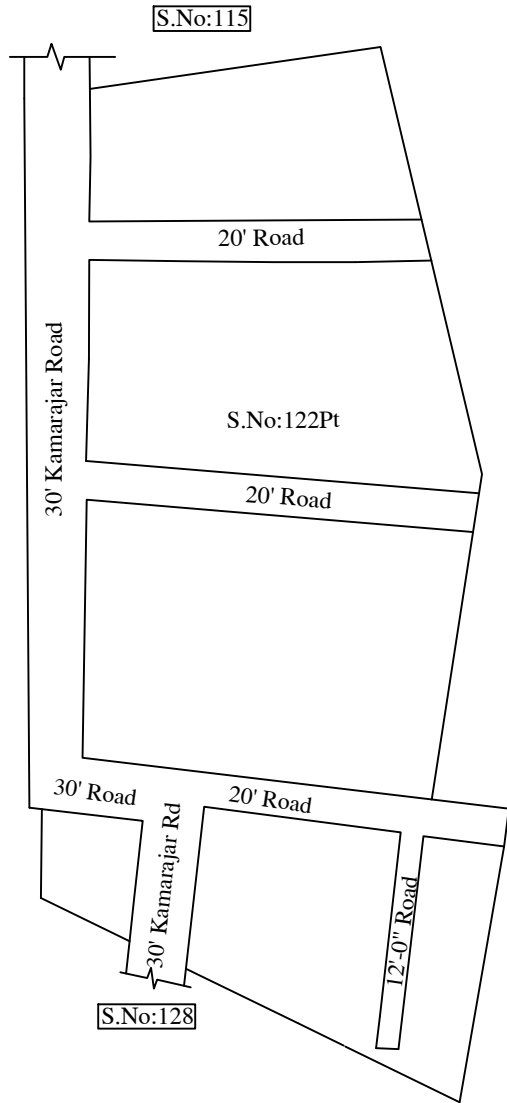 S.No:115
20' Road
30' Kamarajar Road
S.No:122Pt
20' Road
30' Road
20' Road
30' Kamarajar Rd
12'-0" Road
S.No:128